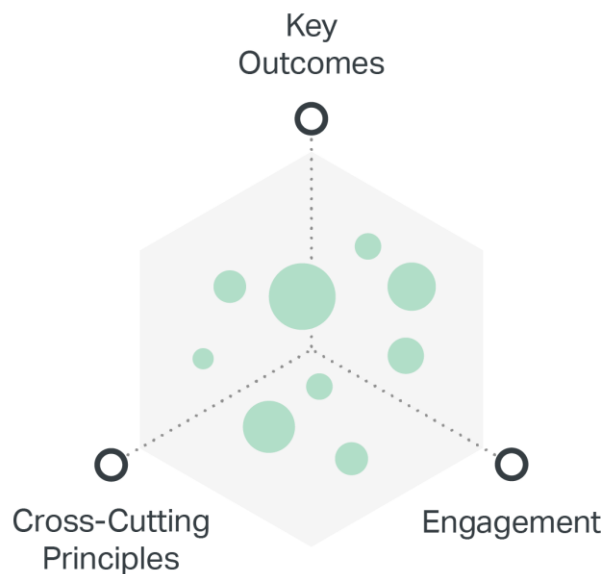 Key
Outcomes
Cross-Cutting
Principles
Engagement